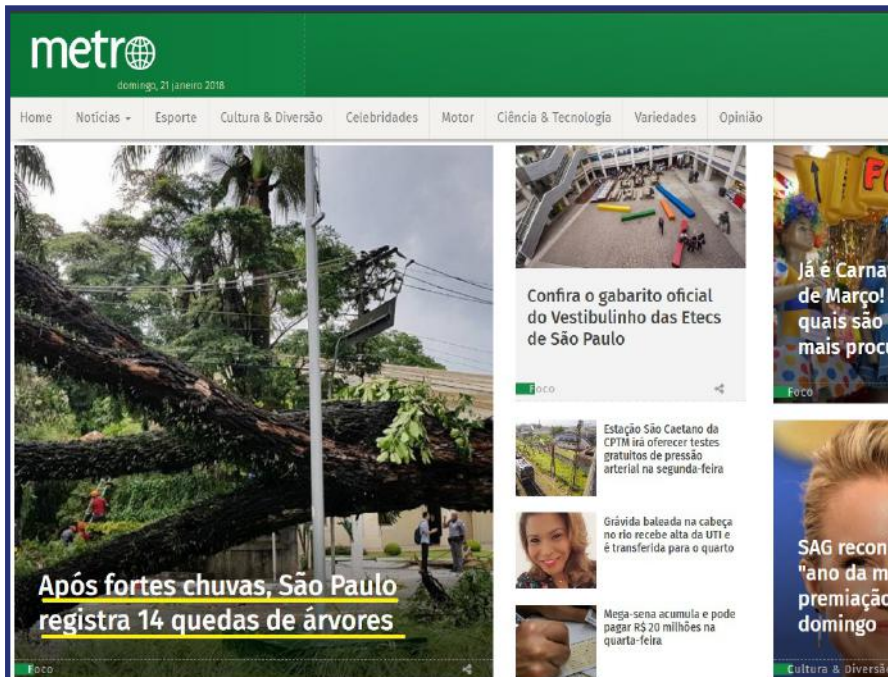 metro
domingo, 21 janeiro 2018
Home Notícias Esporte Cultura & Diversão Celebridades Motor Ciência & Tecnologia Variedades Opinião
Após fortes chuvas, São Paulo
registra 14 quedas de árvores
Foco
Confira o gabarito oficial
do Vestibulinho das Etecs
de São Paulo
Foco
Estação São Caetano da
CPTM irá oferecer testes
gratuitos de pressão
arterial na segunda-feira
Grávida baleada na cabeça
no rio recebe alta da UTI e
é transferida para o quarto
Mega-sena acumula e pode
pagar R$ 20 milhões na
quarta-feira
Já é Carna
de Março!
quais são
mais procu
Foco
SAG recon
"ano da m
premiação
domingo
Cultura & Diversão